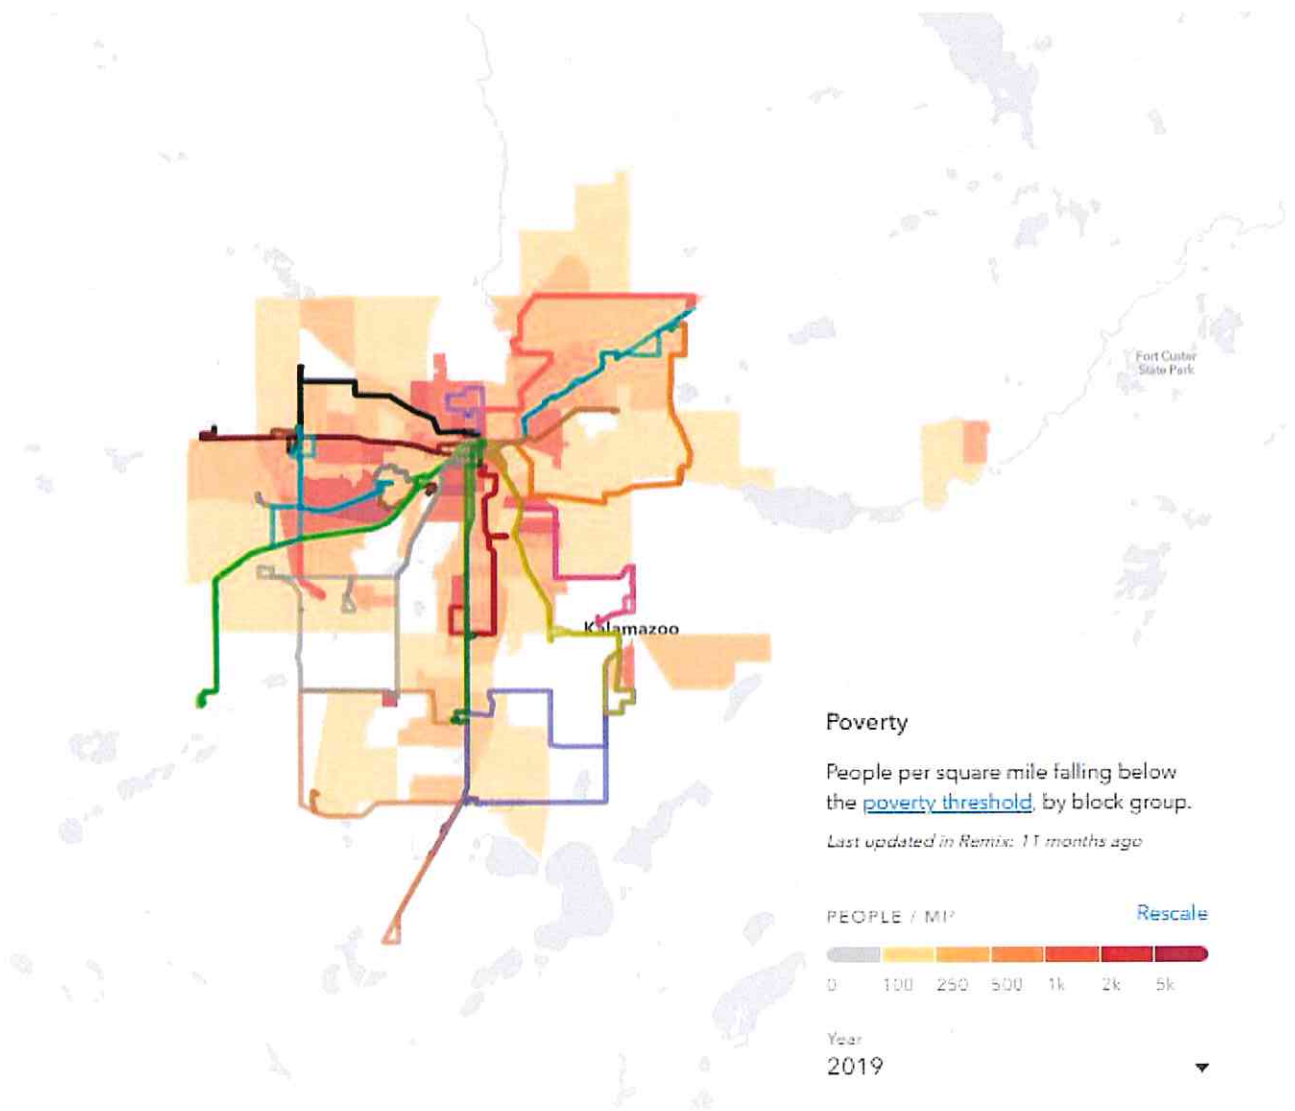 Fort Custer
State Park
Kalamazoo
Poverty
People per square mile falling below
the poverty threshold, by block group.
Last updated in Remix: 11 months ago
PEOPLE / MI²
Rescale
0 100 250 500 1k 2k 5k
Year
2019